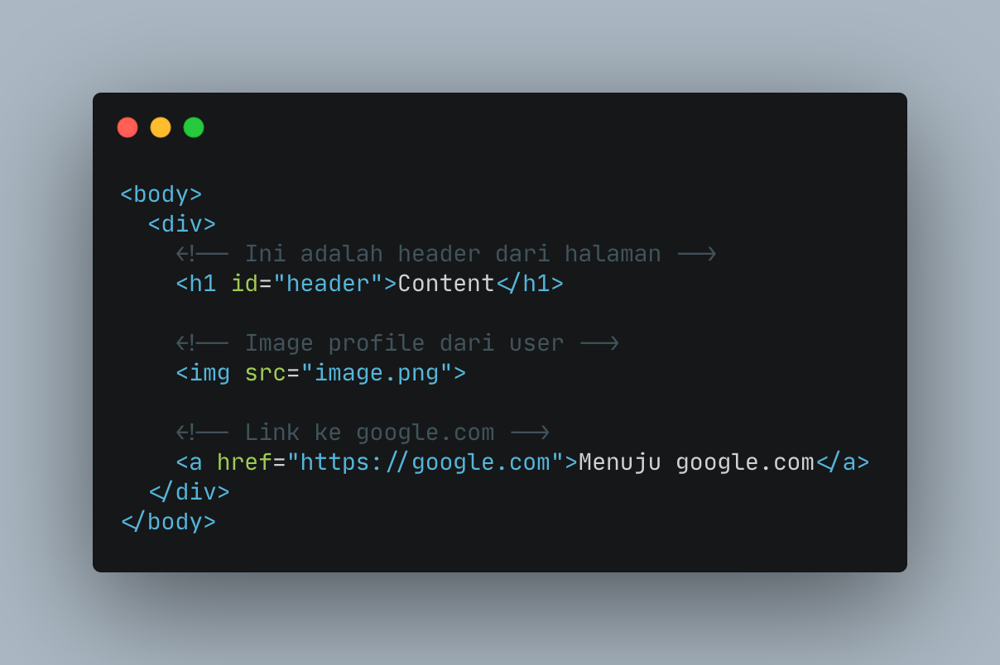 <body>
<div>
<!-- Ini adalah header dari halaman -->
<h1 id="header">Content</h1>
<!-- Image profile dari user -->
<img src="image.png">
<!-- Link ke google.com -->
<a href="https://google.com">Menuju google.com</a>
</div>
</body>